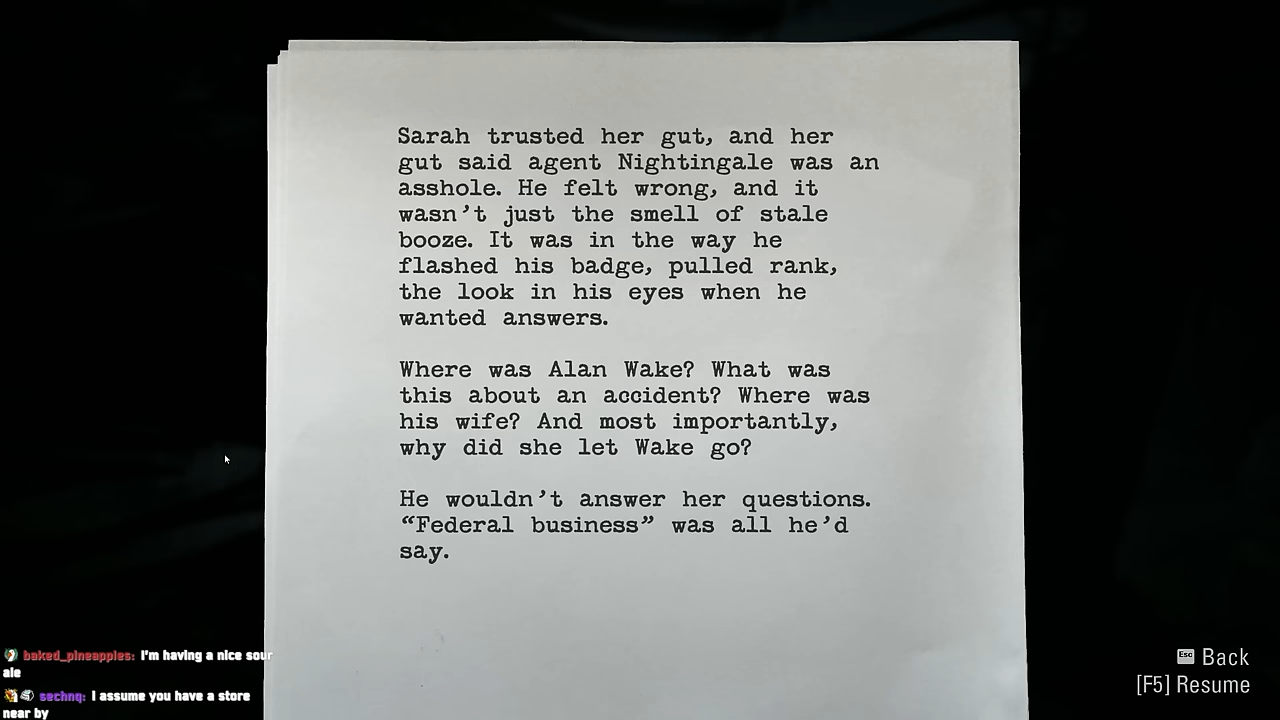 Sarah trusted her gut, and her
gut said agent Nightingale was an
asshole. He felt wrong, and it
wasn't just the smell of stale
booze. It was in the way he
flashed his badge, pulled rank,
the look in his eyes when he
wanted answers.
Where was Alan Wake? What was
this about an accident? Where was
his wife? And most importantly,
why did she let Wake go?
He wouldn't answer her questions.
“Federal business” was all he'd
say.
baked_pineapples: I'm having a nice sour
ale
sechnq: I assume you have a store
near by
Esc Back
[F5] Resume